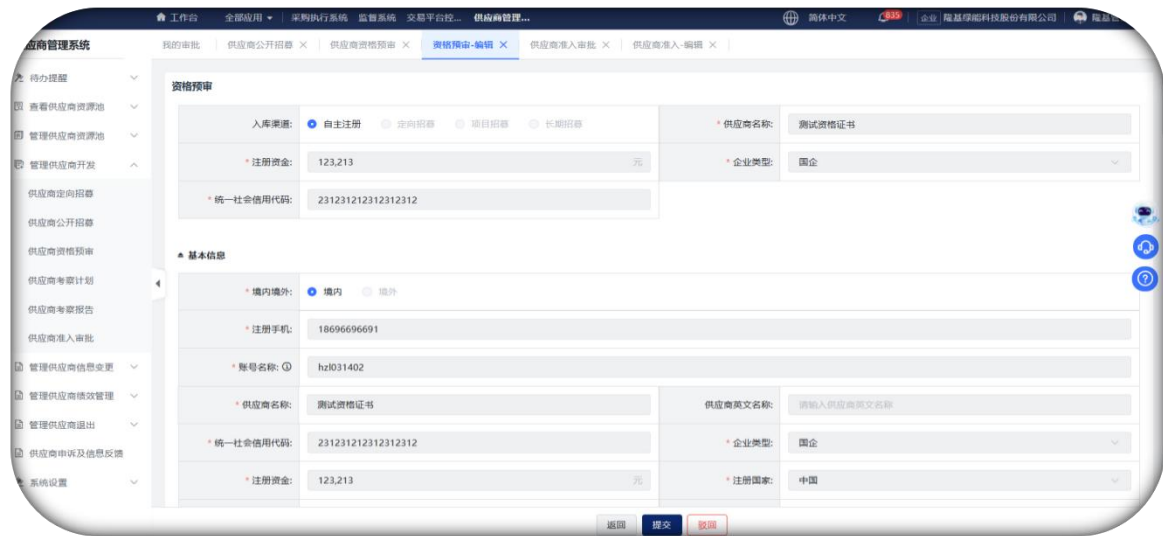 工作台 全部应用 采购执行系统 监督系统 交易平台控... 供应商管理... 简体中文 835 企业 隆基绿能科技股份有限公司
应商管理系统
我的审批 供应商公开招募 × 供应商资格预审 × 资格预审-编辑 × 供应商准入审批 × 供应商准入-编辑 ×
待办提醒
查看供应商资源池
管理供应商资源池
管理供应商开发
供应商定向招募
供应商公开招募
供应商资格预审
供应商考察计划
供应商考察报告
供应商准入审批
管理供应商信息变更
管理供应商绩效管理
管理供应商退出
供应商申诉及信息反馈
系统设置
资格预审
入库渠道: 自主注册 定向招募 项目招募 长期招募 * 供应商名称: 测试资格证书
* 注册资金: 123,213 元 * 企业类型: 国企
* 统一社会信用代码: 231231212312312312
基本信息
* 境内境外: 境内 境外
* 注册手机: 18696696691
* 账号名称: hzl031402
* 供应商名称: 测试资格证书 供应商英文名称: 请输入供应商英文名称
* 统一社会信用代码: 231231212312312312 * 企业类型: 国企
* 注册资金: 123,213 元 * 注册国家: 中国
返回 提交 驳回